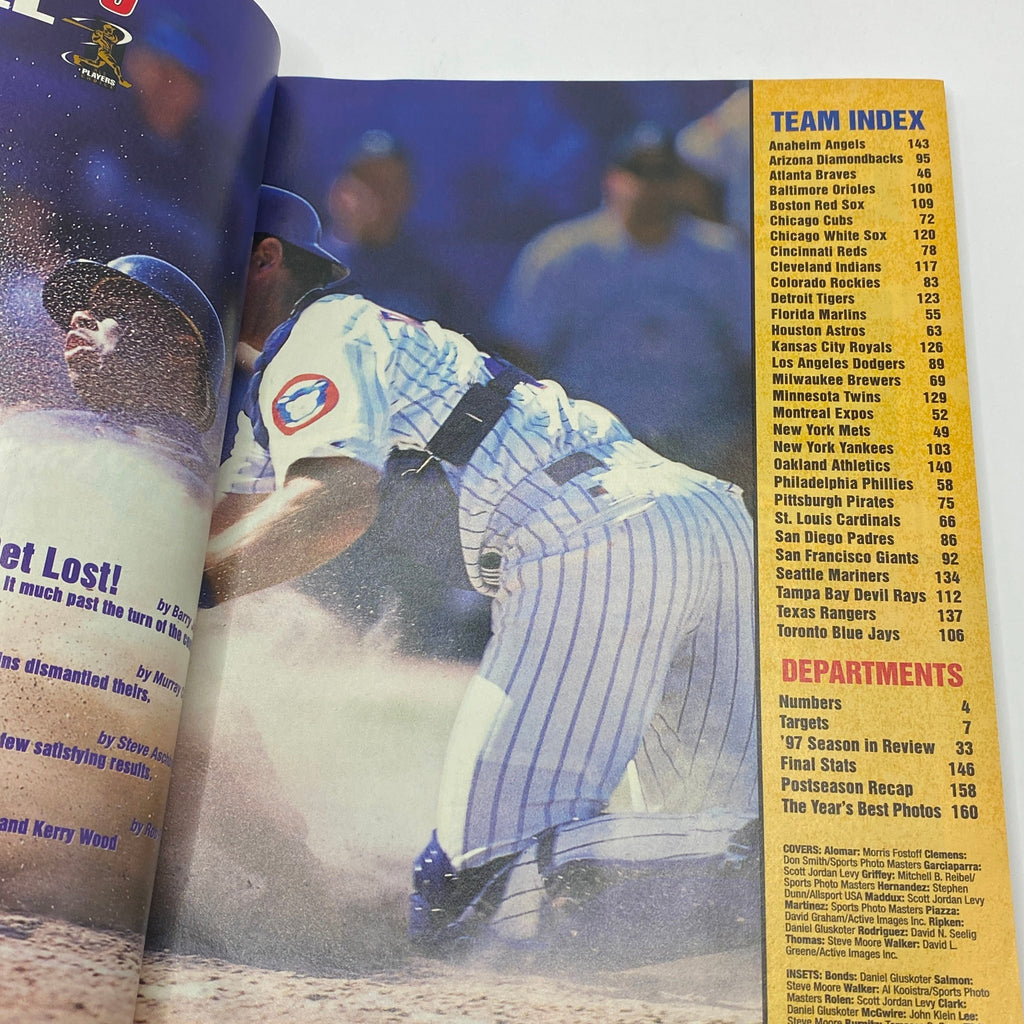 PLAYERS
et Lost!
it much past the turn of the
by Barry
ins dismantled theirs,
by Murray
few satisfying results.
by Steve
and Kerry Wood
by
TEAM INDEX
Anaheim Angels 143
Arizona Diamondbacks 95
Atlanta Braves 46
Baltimore Orioles 100
Boston Red Sox 109
Chicago Cubs 72
Chicago White Sox 120
Cincinnati Reds 78
Cleveland Indians 117
Colorado Rockies 83
Detroit Tigers 123
Florida Marlins 55
Houston Astros 63
Kansas City Royals 126
Los Angeles Dodgers 89
Milwaukee Brewers 69
Minnesota Twins 129
Montreal Expos 52
New York Mets 49
New York Yankees 103
Oakland Athletics 140
Philadelphia Phillies 58
Pittsburgh Pirates 75
St. Louis Cardinals 66
San Diego Padres 86
San Francisco Giants 92
Seattle Mariners 134
Tampa Bay Devil Rays 112
Texas Rangers 137
Toronto Blue Jays 106
DEPARTMENTS
Numbers 4
Targets 7
'97 Season in Review 33
Final Stats 146
Postseason Recap 158
The Year's Best Photos 160
COVERS: Alomar: Morris Fostoff Clemens:
Don Smith/Sports Photo Masters Garciaparra:
Scott Jordan Levy Griffey: Mitchell B. Reibel/
Sports Photo Masters Hernandez: Stephen
Dunn/Allsport USA Maddux: Scott Jordan Levy
Martinez: Sports Photo Masters Piazza:
David Graham/Active Images Inc. Ripken:
Daniel Gluskoter Rodriguez: David N. Seelig
Thomas: Steve Moore Walker: David L.
Greene/Active Images Inc.
INSETS: Bonds: Daniel Gluskoter Salmon:
Steve Moore Walker: Al Kooistra/Sports Photo
Masters Rolen: Scott Jordan Levy Clark:
Daniel Gluskoter McGwire: John Klein Lee:
Steve Moore